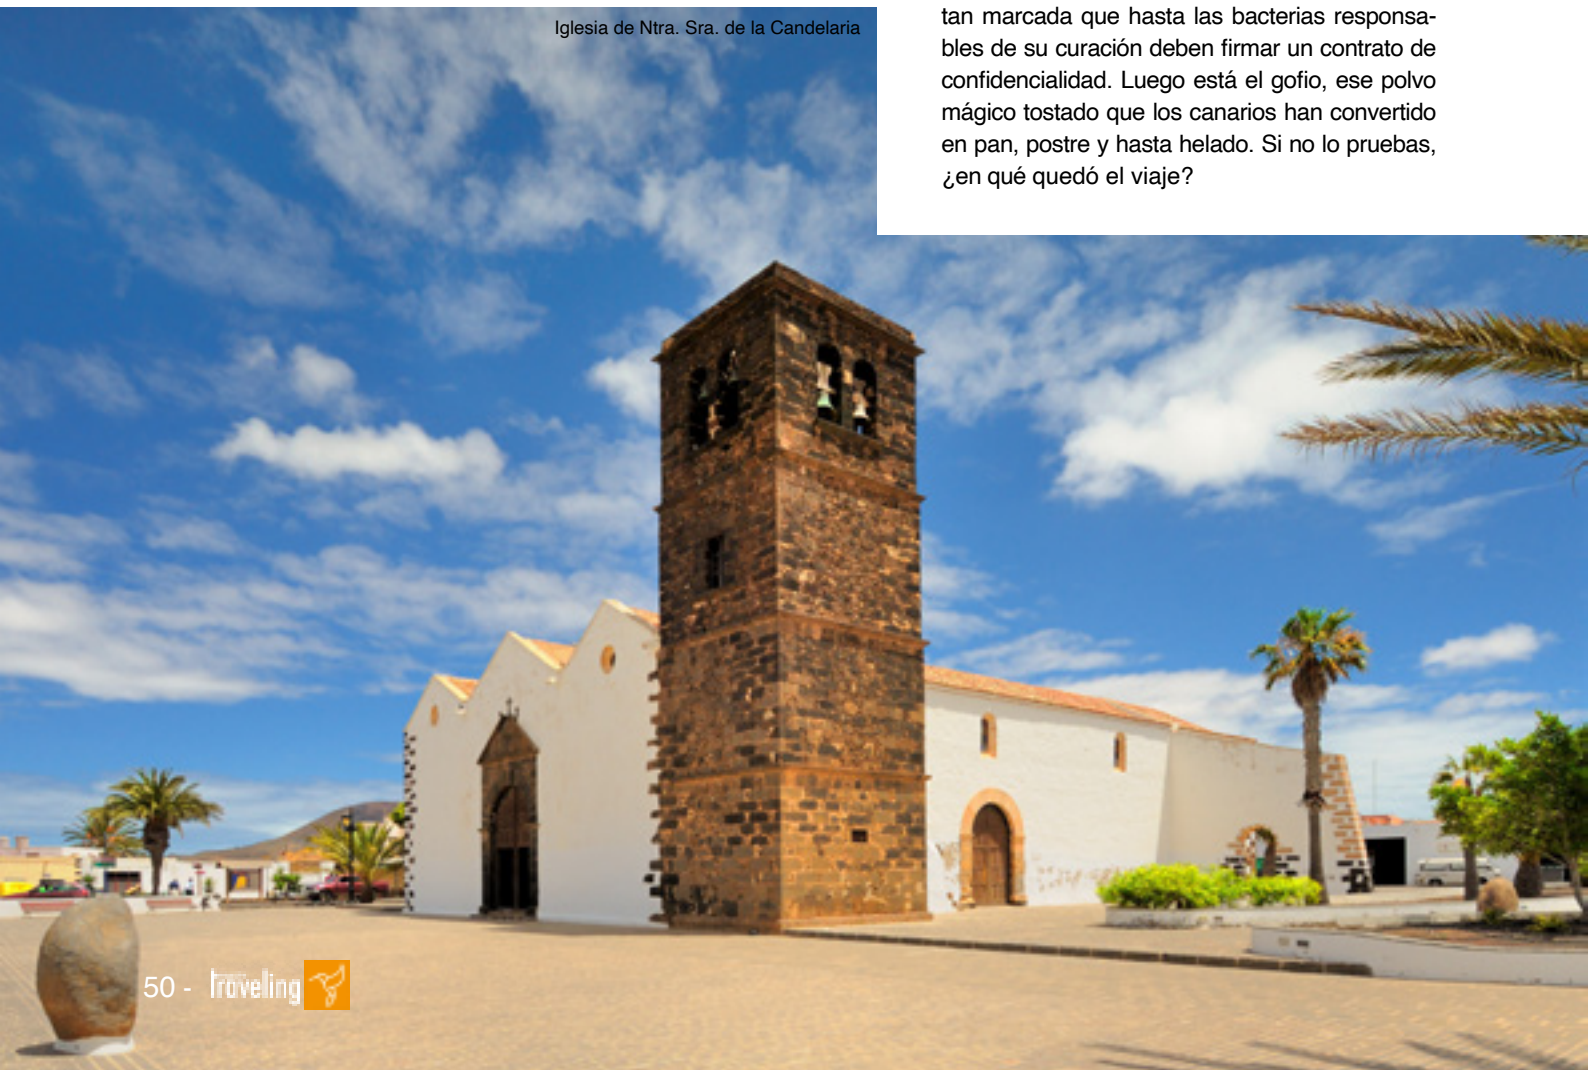 Iglesia de Ntra. Sra. de la Candelaria
tan marcada que hasta las bacterias responsa-
bles de su curación deben firmar un contrato de
confidencialidad. Luego está el gofio, ese polvo
mágico tostado que los canarios han convertido
en pan, postre y hasta helado. Si no lo pruebas,
¿en qué quedó el viaje?
50 - Traveling